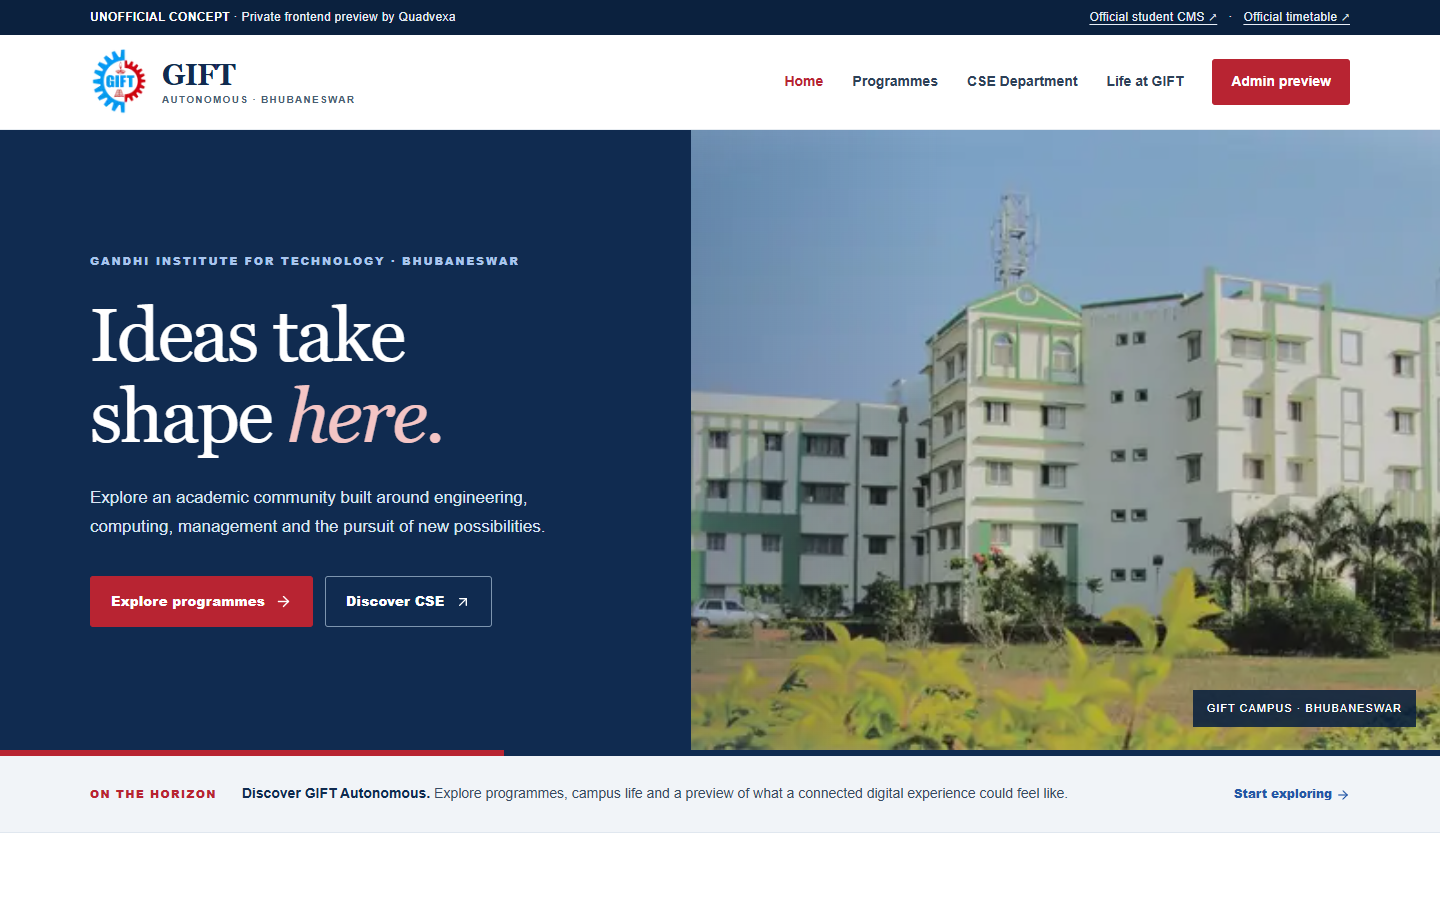 UNOFFICIAL CONCEPT · Private frontend preview by Quadvexa
Official student CMS ↗ · Official timetable ↗
GIFT
GIFT
AUTONOMOUS · BHUBANESWAR
Home
Programmes
CSE Department
Life at GIFT
Admin preview
GANDHI INSTITUTE FOR TECHNOLOGY · BHUBANESWAR
Ideas take
shape here.
Explore an academic community built around engineering,
computing, management and the pursuit of new possibilities.
Explore programmes →
Discover CSE ↗
GIFT CAMPUS · BHUBANESWAR
ON THE HORIZON
Discover GIFT Autonomous. Explore programmes, campus life and a preview of what a connected digital experience could feel like.
Start exploring →